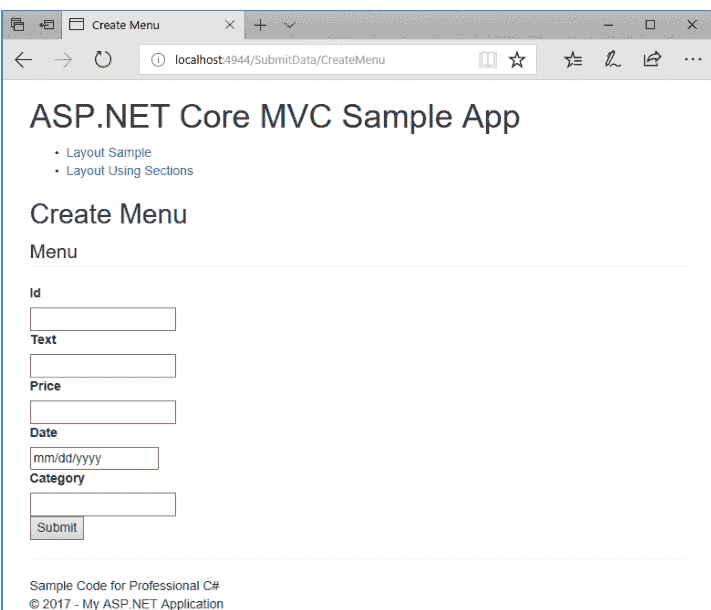 Create Menu
localhost:4944/SubmitData/CreateMenu
ASP.NET Core MVC Sample App
• Layout Sample
• Layout Using Sections
Create Menu
Menu
Id
Text
Price
Date
mm/dd/yyyy
Category
Submit
Sample Code for Professional C#
© 2017 - My ASP.NET Application